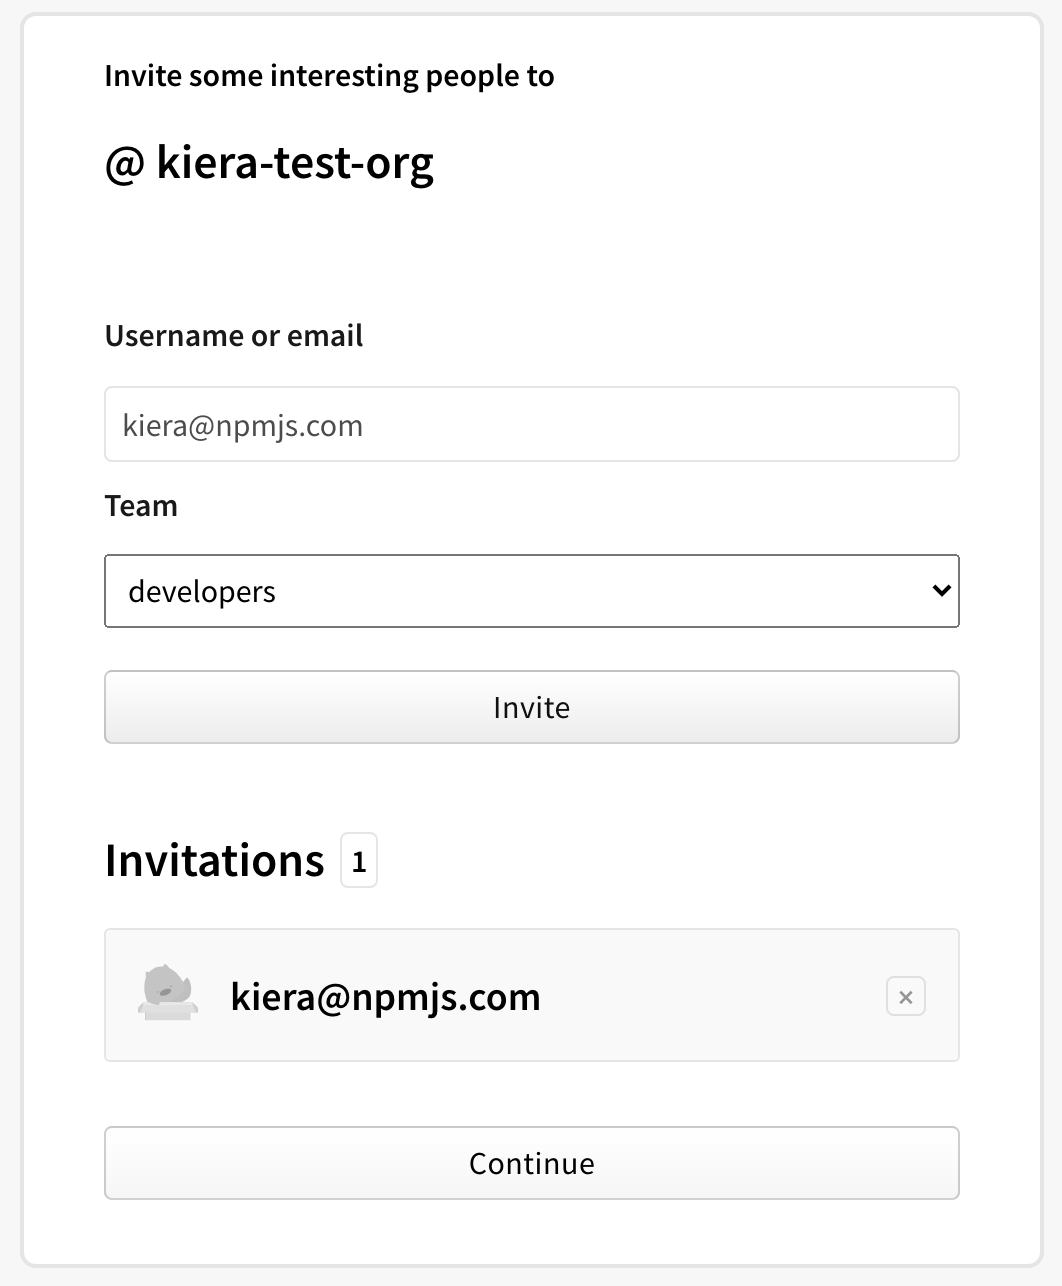 Invite some interesting people to
@ kiera-test-org
Username or email
kiera@npmjs.com
Team
developers
Invite
Invitations 1
kiera@npmjs.com ×
Continue